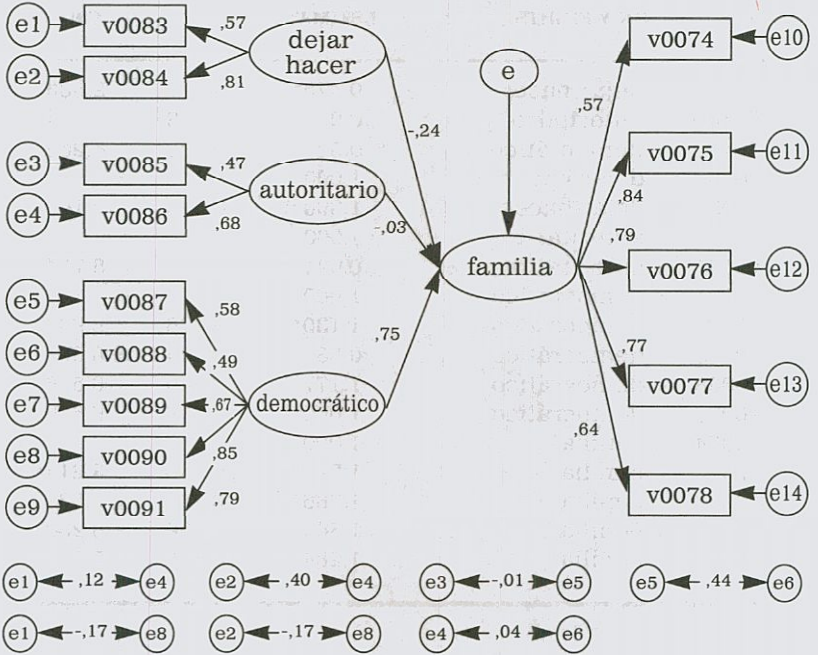 e1 v0083 ,57 dejar hacer
e2 v0084 ,81
e3 v0085 ,47 autoritario
e4 v0086 ,68
e5 v0087 ,58
e6 v0088 ,49
e7 v0089 ,67 democrático
e8 v0090 ,85
e9 v0091 ,79
-,24
-,03
,75
e
familia
,57 v0074 e10
,84 v0075 e11
,79 v0076 e12
,77 v0077 e13
,64 v0078 e14
e1 ,12 e4 e2 ,40 e4 e3 -,01 e5 e5 ,44 e6
e1 -,17 e8 e2 -,17 e8 e4 ,04 e6